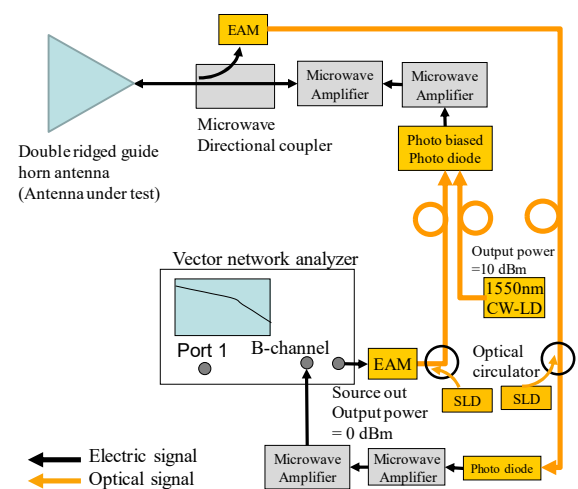 EAM
Microwave
Amplifier
Microwave
Amplifier
Microwave
Directional coupler
Photo biased
Photo diode
Double ridged guide
horn antenna
(Antenna under test)
Output power
=10 dBm
1550nm
CW-LD
Vector network analyzer
Port 1
B-channel
EAM
Optical
circulator
SLD
SLD
Source out
Output power
= 0 dBm
Electric signal
Optical signal
Microwave
Amplifier
Microwave
Amplifier
Photo diode